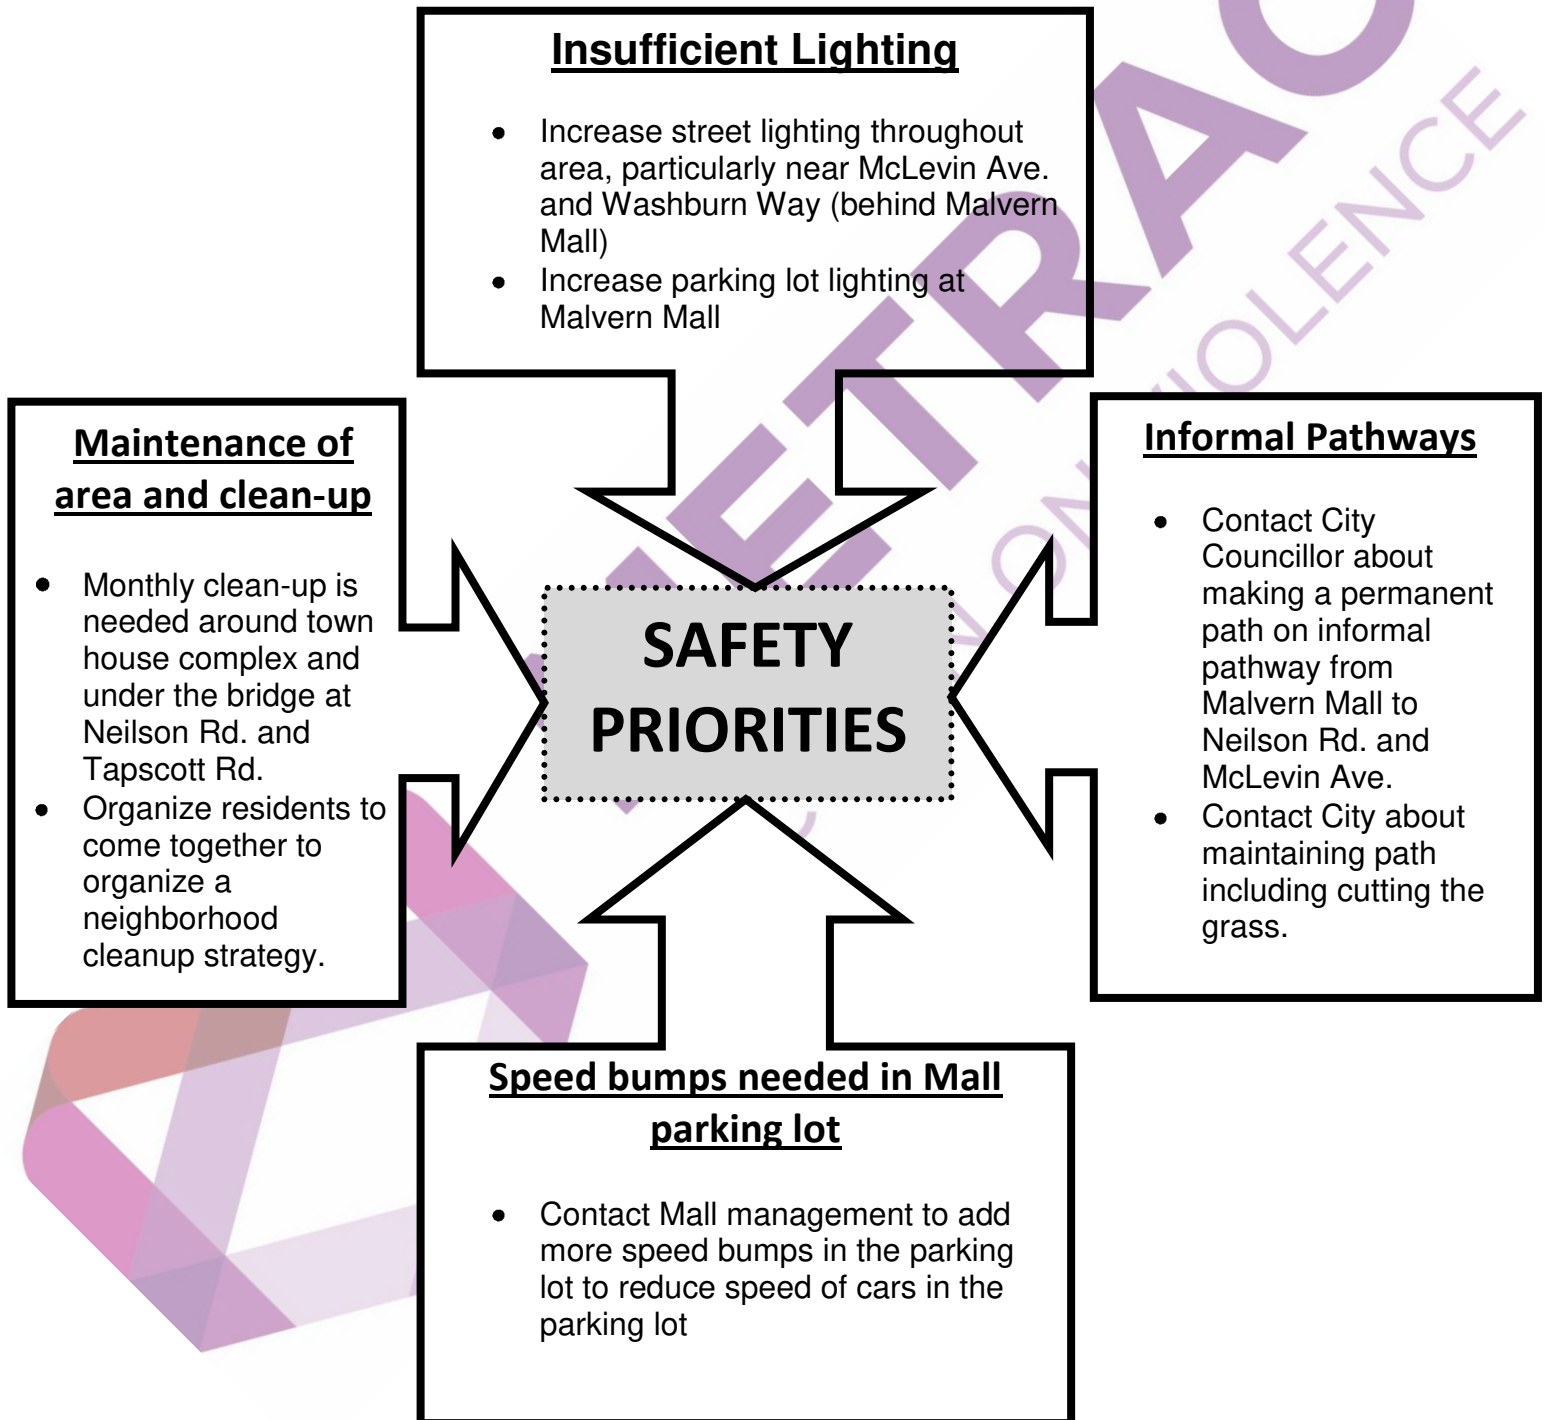 Insufficient Lighting
• Increase street lighting throughout
area, particularly near McLevin Ave.
and Washburn Way (behind Malvern
Mall)
• Increase parking lot lighting at
Malvern Mall
Maintenance of
area and clean-up
• Monthly clean-up is
needed around town
house complex and
under the bridge at
Neilson Rd. and
Tapscott Rd.
• Organize residents to
come together to
organize a
neighborhood
cleanup strategy.
SAFETY
PRIORITIES
Informal Pathways
• Contact City
Councillor about
making a permanent
path on informal
pathway from
Malvern Mall to
Neilson Rd. and
McLevin Ave.
• Contact City about
maintaining path
including cutting the
grass.
Speed bumps needed in Mall
parking lot
• Contact Mall management to add
more speed bumps in the parking
lot to reduce speed of cars in the
parking lot
ETRAC
ON VIOLENCE